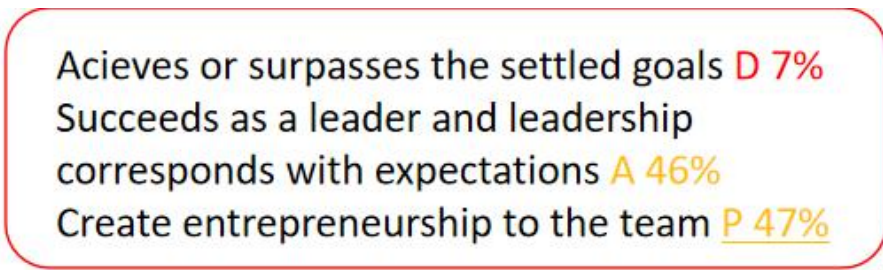 Acieves or surpasses the settled goals D 7%
Succeeds as a leader and leadership
corresponds with expectations A 46%
Create entrepreneurship to the team P 47%